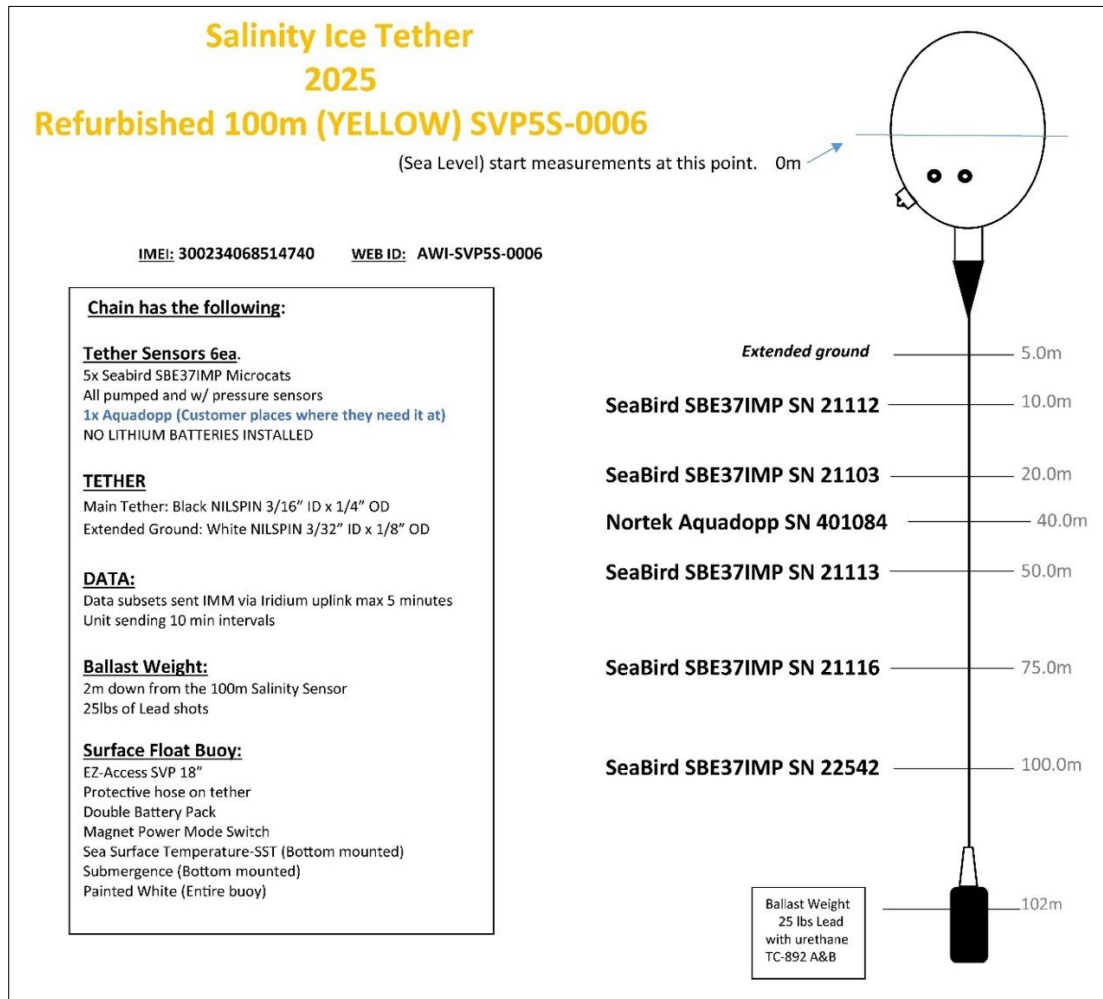 Salinity Ice Tether
2025
Refurbished 100m (YELLOW) SVP5S-0006
(Sea Level) start measurements at this point. 0m
IMEI: 300234068514740 WEB ID: AWI-SVP5S-0006
Chain has the following:
Tether Sensors 6ea.
5x Seabird SBE37IMP Microcats
All pumped and w/ pressure sensors
1x Aquadopp (Customer places where they need it at)
NO LITHIUM BATTERIES INSTALLED
TETHER
Main Tether: Black NILSPIN 3/16” ID x 1/4” OD
Extended Ground: White NILSPIN 3/32” ID x 1/8” OD
DATA:
Data subsets sent IMM via Iridium uplink max 5 minutes
Unit sending 10 min intervals
Ballast Weight:
2m down from the 100m Salinity Sensor
25lbs of Lead shots
Surface Float Buoy:
EZ-Access SVP 18”
Protective hose on tether
Double Battery Pack
Magnet Power Mode Switch
Sea Surface Temperature-SST (Bottom mounted)
Submergence (Bottom mounted)
Painted White (Entire buoy)
Extended ground 5.0m
SeaBird SBE37IMP SN 21112 10.0m
SeaBird SBE37IMP SN 21103 20.0m
Nortek Aquadopp SN 401084 40.0m
SeaBird SBE37IMP SN 21113 50.0m
SeaBird SBE37IMP SN 21116 75.0m
SeaBird SBE37IMP SN 22542 100.0m
Ballast Weight
25 lbs Lead
with urethane
TC-892 A&B
102m